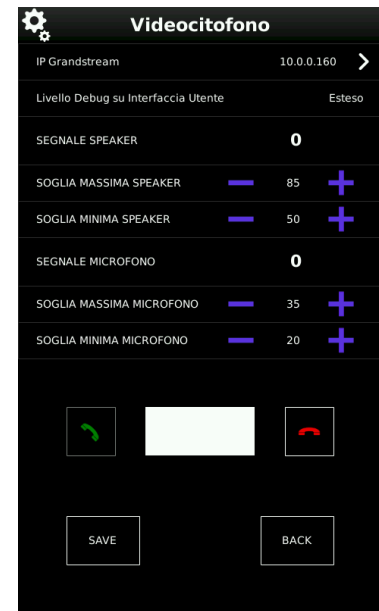 Videocitofono
IP Grandstream 10.0.0.160
Livello Debug su Interfaccia Utente Esteso
SEGNALE SPEAKER 0
SOGLIA MASSIMA SPEAKER 85
SOGLIA MINIMA SPEAKER 50
SEGNALE MICROFONO 0
SOGLIA MASSIMA MICROFONO 35
SOGLIA MINIMA MICROFONO 20
SAVE BACK